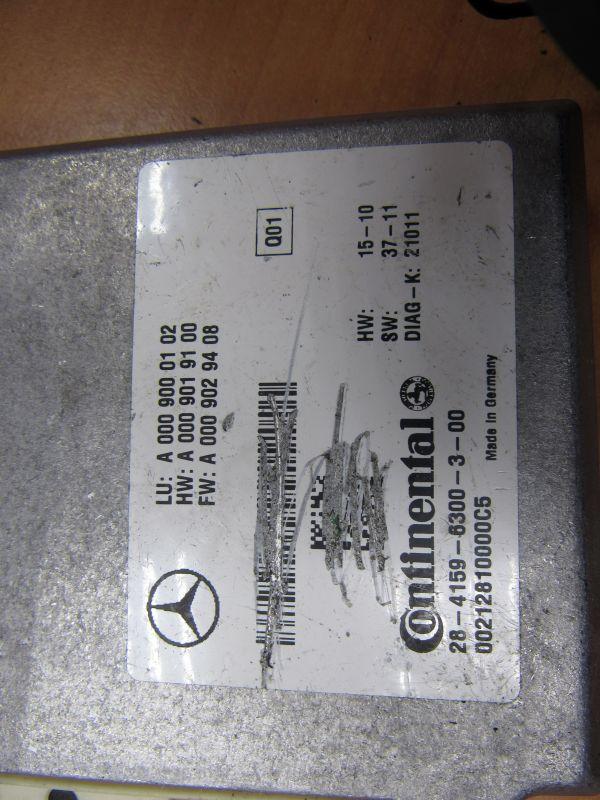 LU: A 000 900 01 02
HW: A 000 901 91 00
FW: A 000 902 94 08
Q01
HW: 15-10
SW: 37-11
DIAG-K: 21011
Continental
28-4159-6300-3-00
00212810000C5
Made in Germany